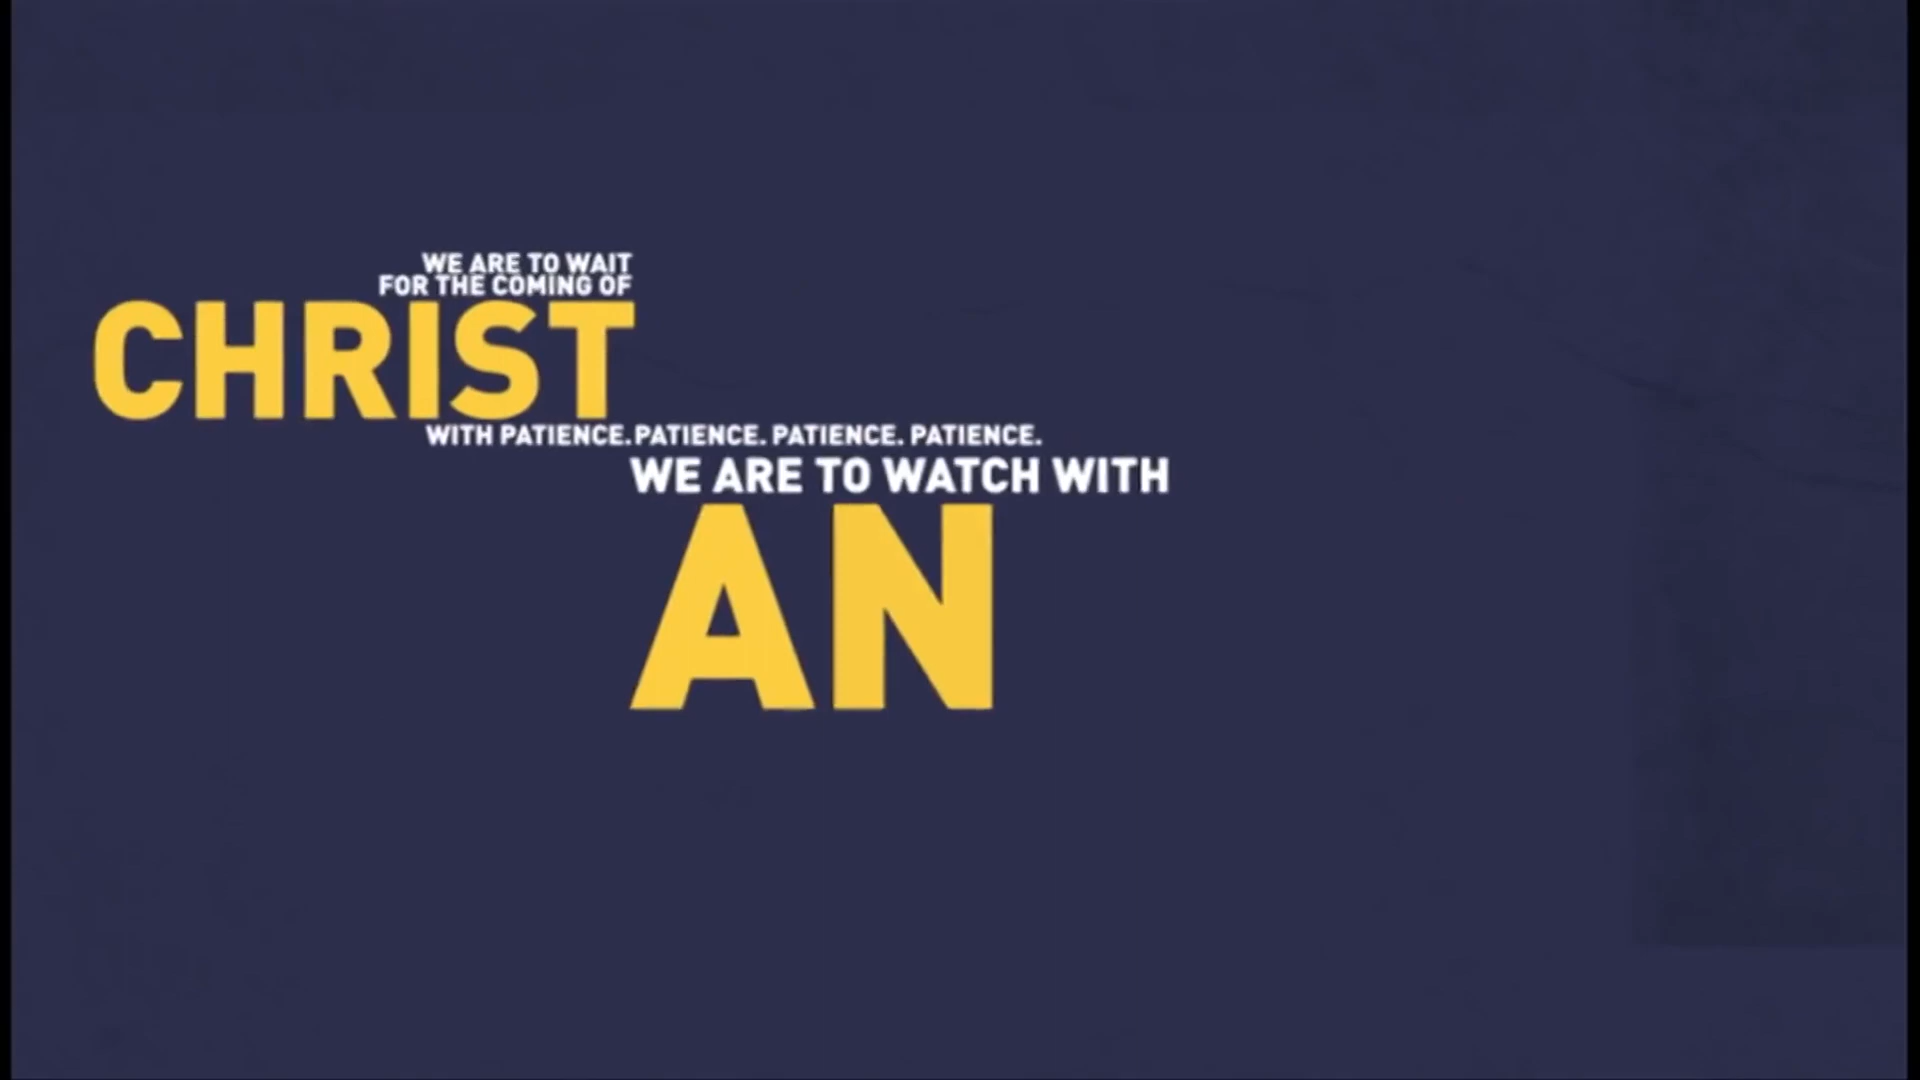 WE ARE TO WAIT
FOR THE COMING OF
CHRIST
WITH PATIENCE. PATIENCE. PATIENCE. PATIENCE.
WE ARE TO WATCH WITH
AN